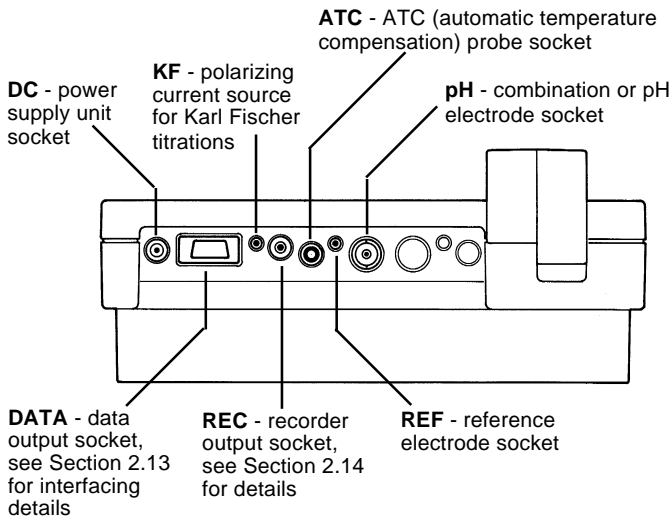 ATC - ATC (automatic temperature
compensation) probe socket
KF - polarizing
current source
for Karl Fischer
titrations
DC - power
supply unit
socket
pH - combination or pH
electrode socket
DATA - data
output socket,
see Section 2.13
for interfacing
details
REC - recorder
output socket,
see Section 2.14
for details
REF - reference
electrode socket